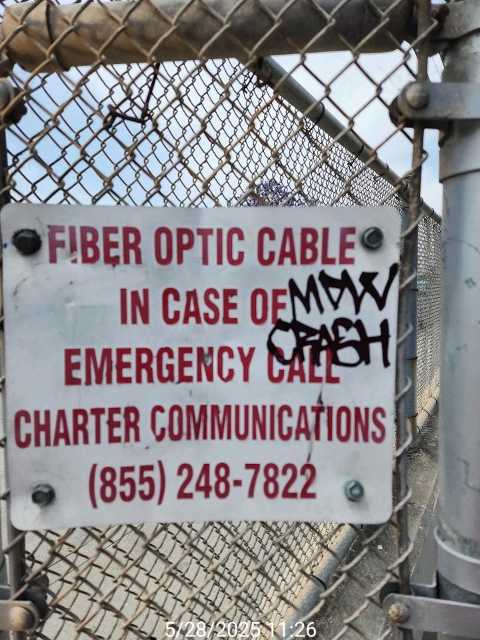 FIBER OPTIC CABLE
IN CASE OF
MDW
EMERGENCY CALL
CRASH
CHARTER COMMUNICATIONS
(855) 248-7822
5/28/2025 11:26